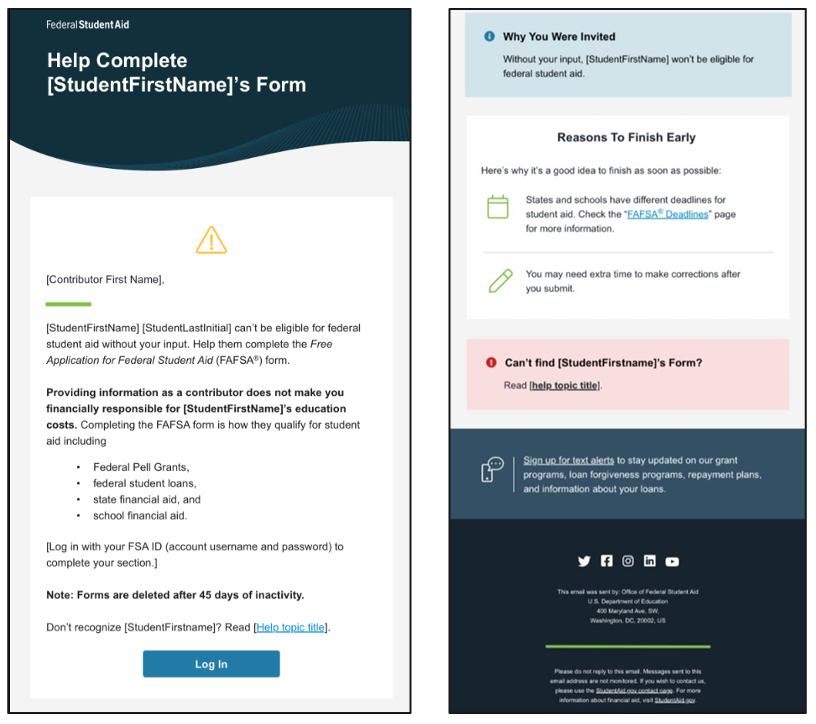 Federal Student Aid
Help Complete
[StudentFirstName]'s Form
[Contributor First Name],
[StudentFirstName] [StudentLastInitial] can't be eligible for federal
student aid without your input. Help them complete the Free
Application for Federal Student Aid (FAFSA®) form.
Providing information as a contributor does not make you
financially responsible for [StudentFirstName]'s education
costs. Completing the FAFSA form is how they qualify for student
aid including
• Federal Pell Grants,
• federal student loans,
• state financial aid, and
• school financial aid.
[Log in with your FSA ID (account username and password) to
complete your section.]
Note: Forms are deleted after 45 days of inactivity.
Don't recognize [StudentFirstname]? Read [Help topic title].
Log In
Why You Were Invited
Without your input, [StudentFirstName] won't be eligible for
federal student aid.
Reasons To Finish Early
Here's why it's a good idea to finish as soon as possible:
States and schools have different deadlines for
student aid. Check the "FAFSA® Deadlines" page
for more information.
You may need extra time to make corrections after
you submit.
Can't find [StudentFirstname]'s Form?
Read [help topic title].
Sign up for text alerts to stay updated on our grant
programs, loan forgiveness programs, repayment plans,
and information about your loans.
This email was sent by: Office of Federal Student Aid
U.S. Department of Education
400 Maryland Ave, SW,
Washington, DC, 20002, US
Please do not reply to this email. Messages sent to this
email address are not monitored. If you wish to contact us,
please use the StudentAid.gov contact page. For more
information about financial aid, visit StudentAid.gov.